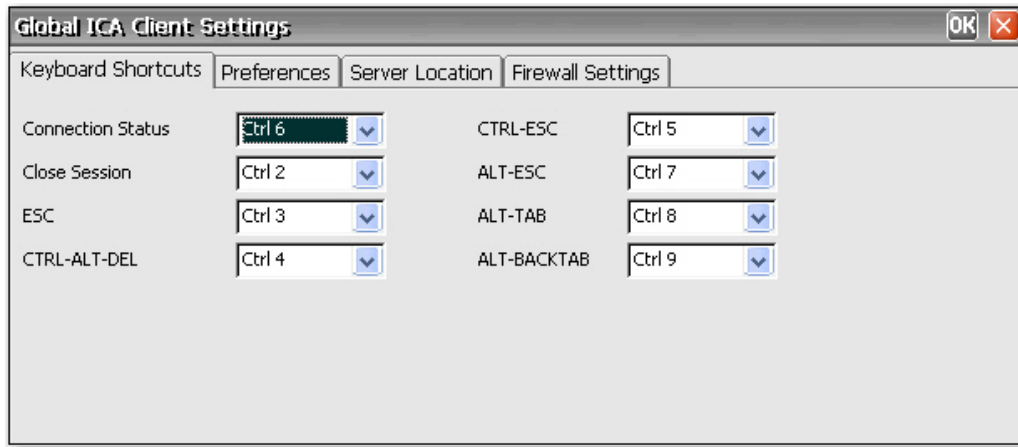 Global ICA Client Settings OK
Keyboard Shortcuts Preferences Server Location Firewall Settings
Connection Status Ctrl 6 CTRL-ESC Ctrl 5
Close Session Ctrl 2 ALT-ESC Ctrl 7
ESC Ctrl 3 ALT-TAB Ctrl 8
CTRL-ALT-DEL Ctrl 4 ALT-BACKTAB Ctrl 9